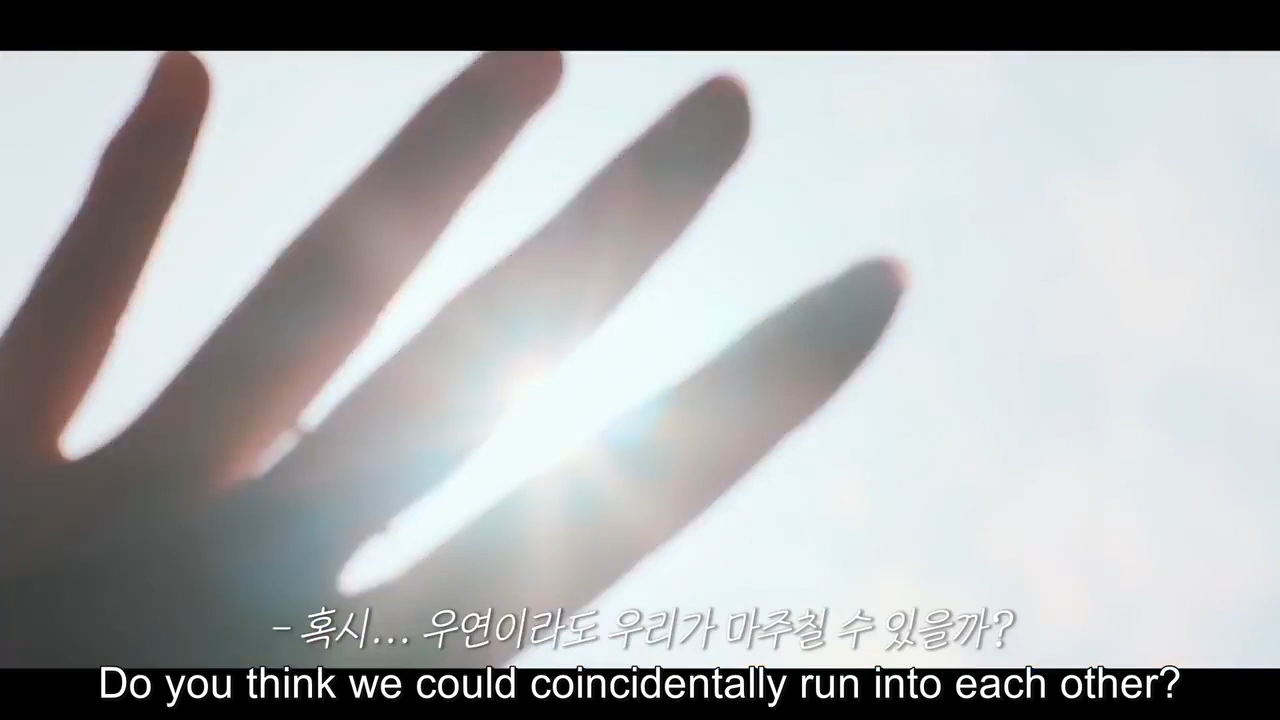 - 혹시... 우연이라도 우리가 마주칠 수 있을까?
Do you think we could coincidentally run into each other?